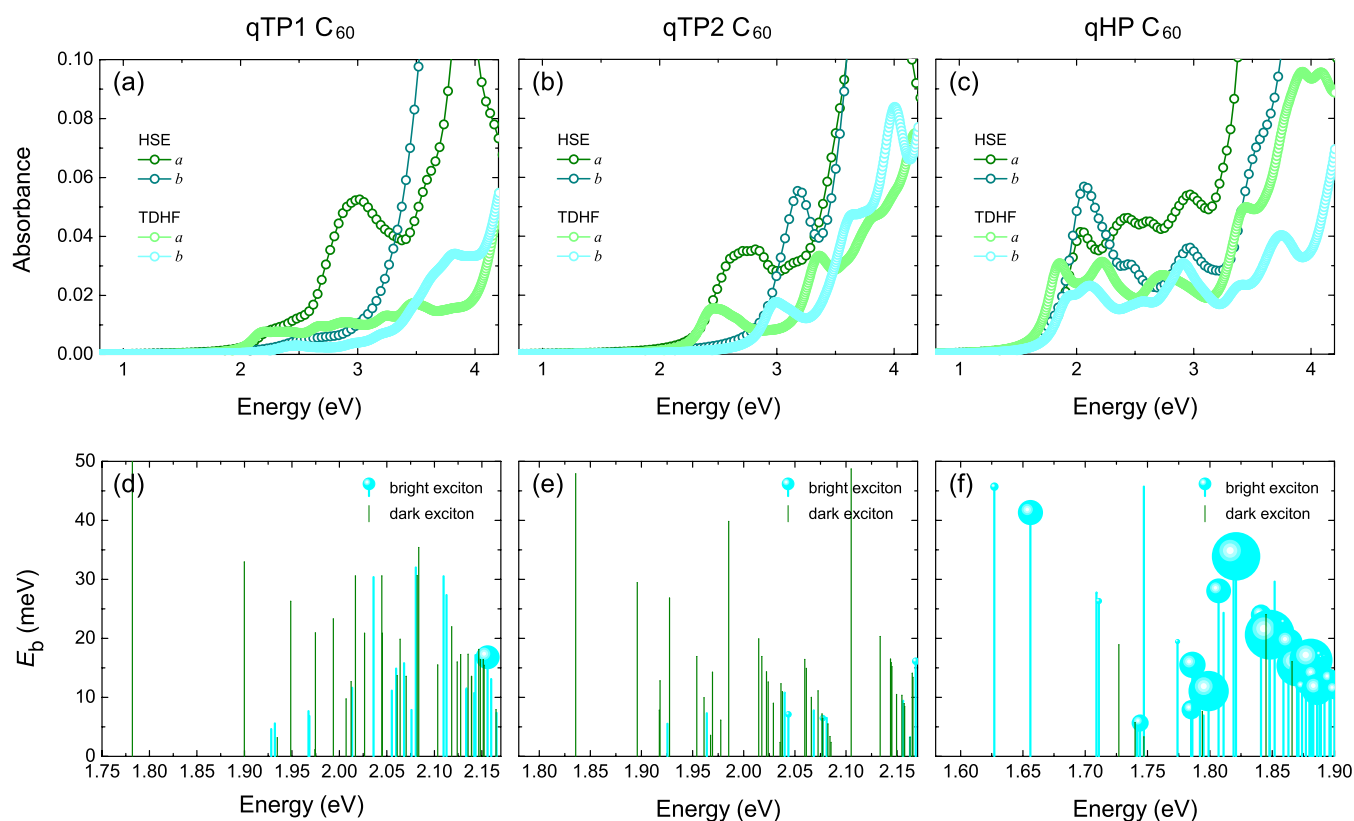 qTP1 C60
qTP2 C60
qHP C60
Absorbance
0.10
0.08
0.06
0.04
0.02
0.00
(a)
HSE
a
b
TDHF
a
b
1 2 3 4
Energy (eV)
(b)
HSE
a
b
TDHF
a
b
1 2 3 4
Energy (eV)
(c)
HSE
a
b
TDHF
a
b
1 2 3 4
Energy (eV)
Eb (meV)
50
40
30
20
10
0
(d)
bright exciton
dark exciton
1.75 1.80 1.85 1.90 1.95 2.00 2.05 2.10 2.15
Energy (eV)
(e)
bright exciton
dark exciton
1.80 1.85 1.90 1.95 2.00 2.05 2.10 2.15
Energy (eV)
(f)
bright exciton
dark exciton
1.60 1.65 1.70 1.75 1.80 1.85 1.90
Energy (eV)